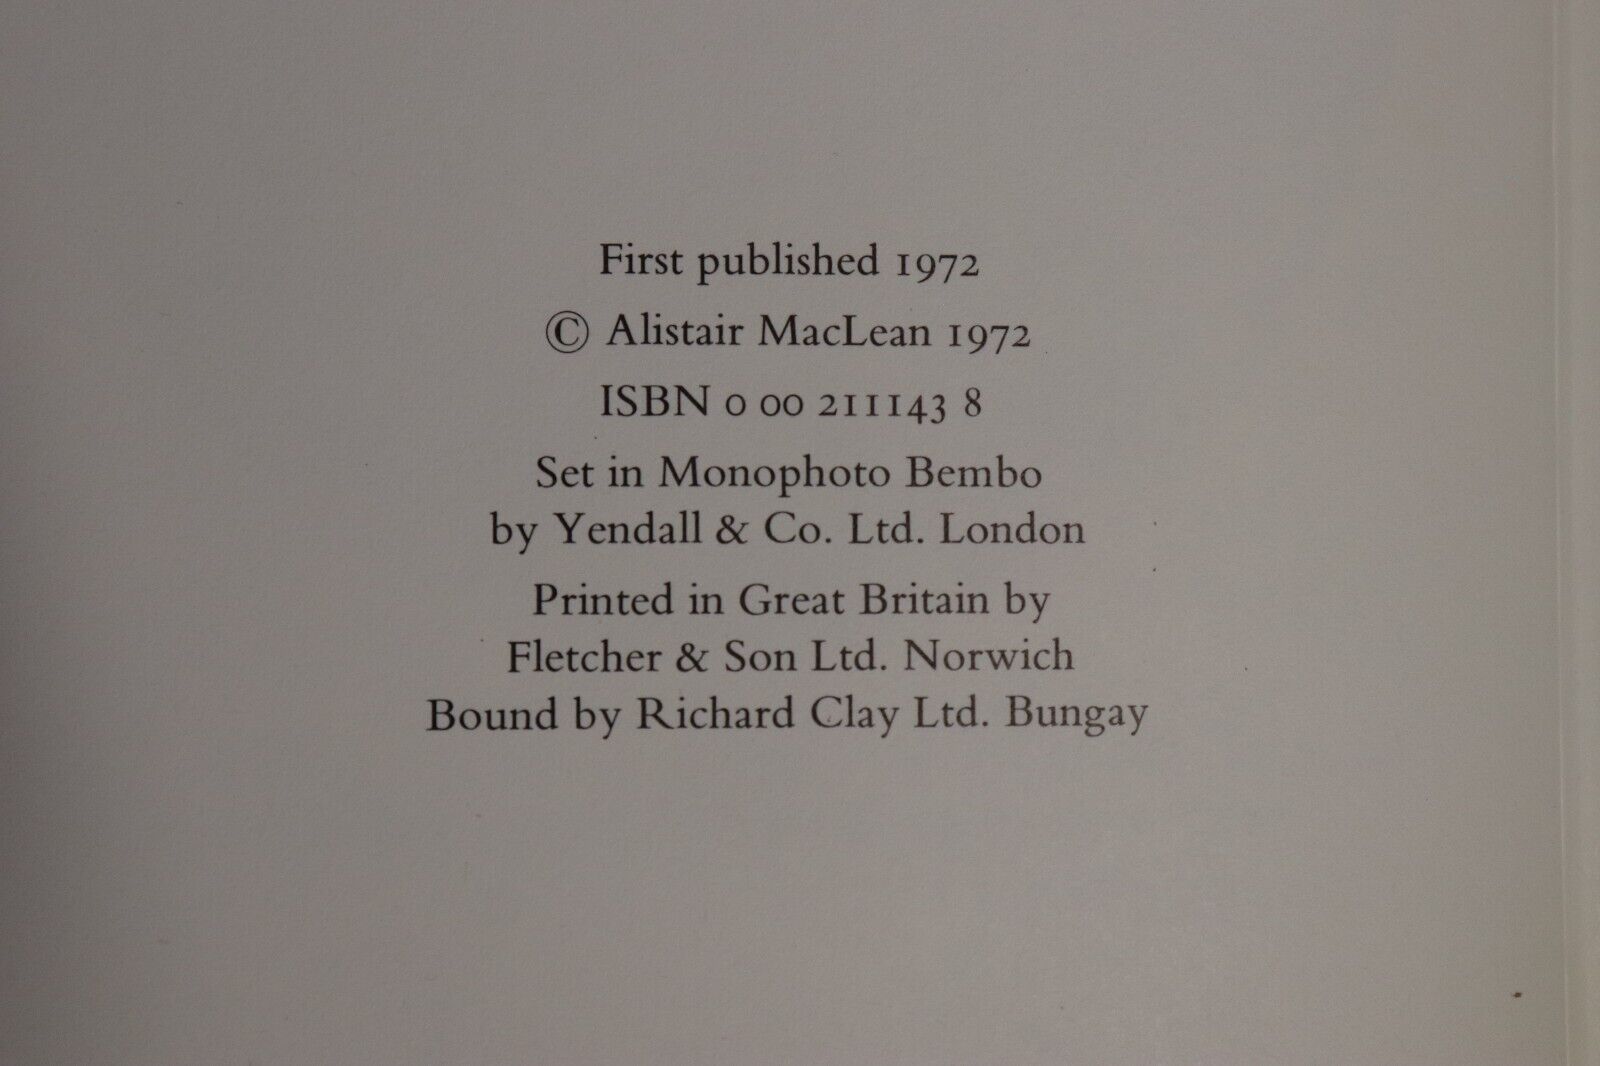 First published 1972
© Alistair MacLean 1972
ISBN 0 00 211143 8
Set in Monophoto Bembo
by Yendall & Co. Ltd. London
Printed in Great Britain by
Fletcher & Son Ltd. Norwich
Bound by Richard Clay Ltd. Bungay